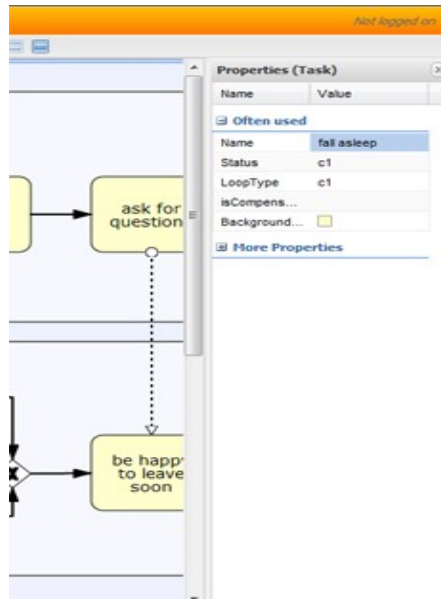 Not logged on
Properties (Task)
Name Value
Often used
Name fall asleep
Status c1
LoopType c1
isCompens...
Background...
More Properties
ask for
question
be happy
to leave
soon